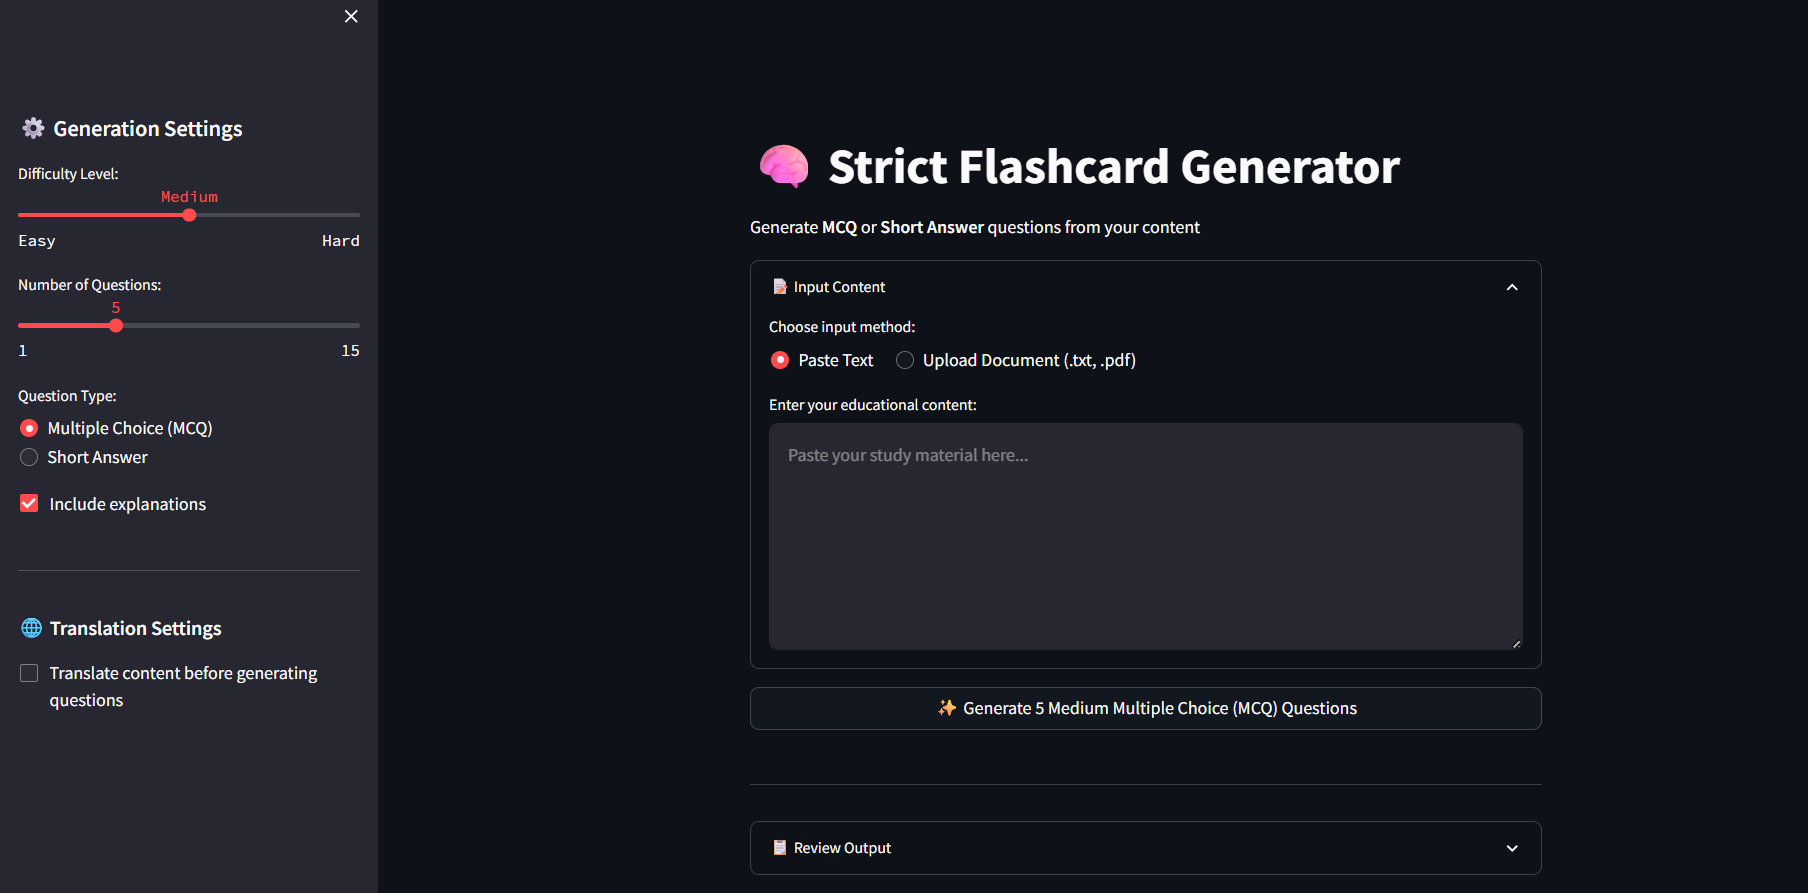 Generation Settings
Difficulty Level:
Medium
Easy
Hard
Number of Questions:
5
1
15
Question Type:
Multiple Choice (MCQ)
Short Answer
Include explanations
Translation Settings
Translate content before generating
questions
Strict Flashcard Generator
Generate MCQ or Short Answer questions from your content
Input Content
Choose input method:
Paste Text
Upload Document (.txt, .pdf)
Enter your educational content:
Paste your study material here...
Generate 5 Medium Multiple Choice (MCQ) Questions
Review Output